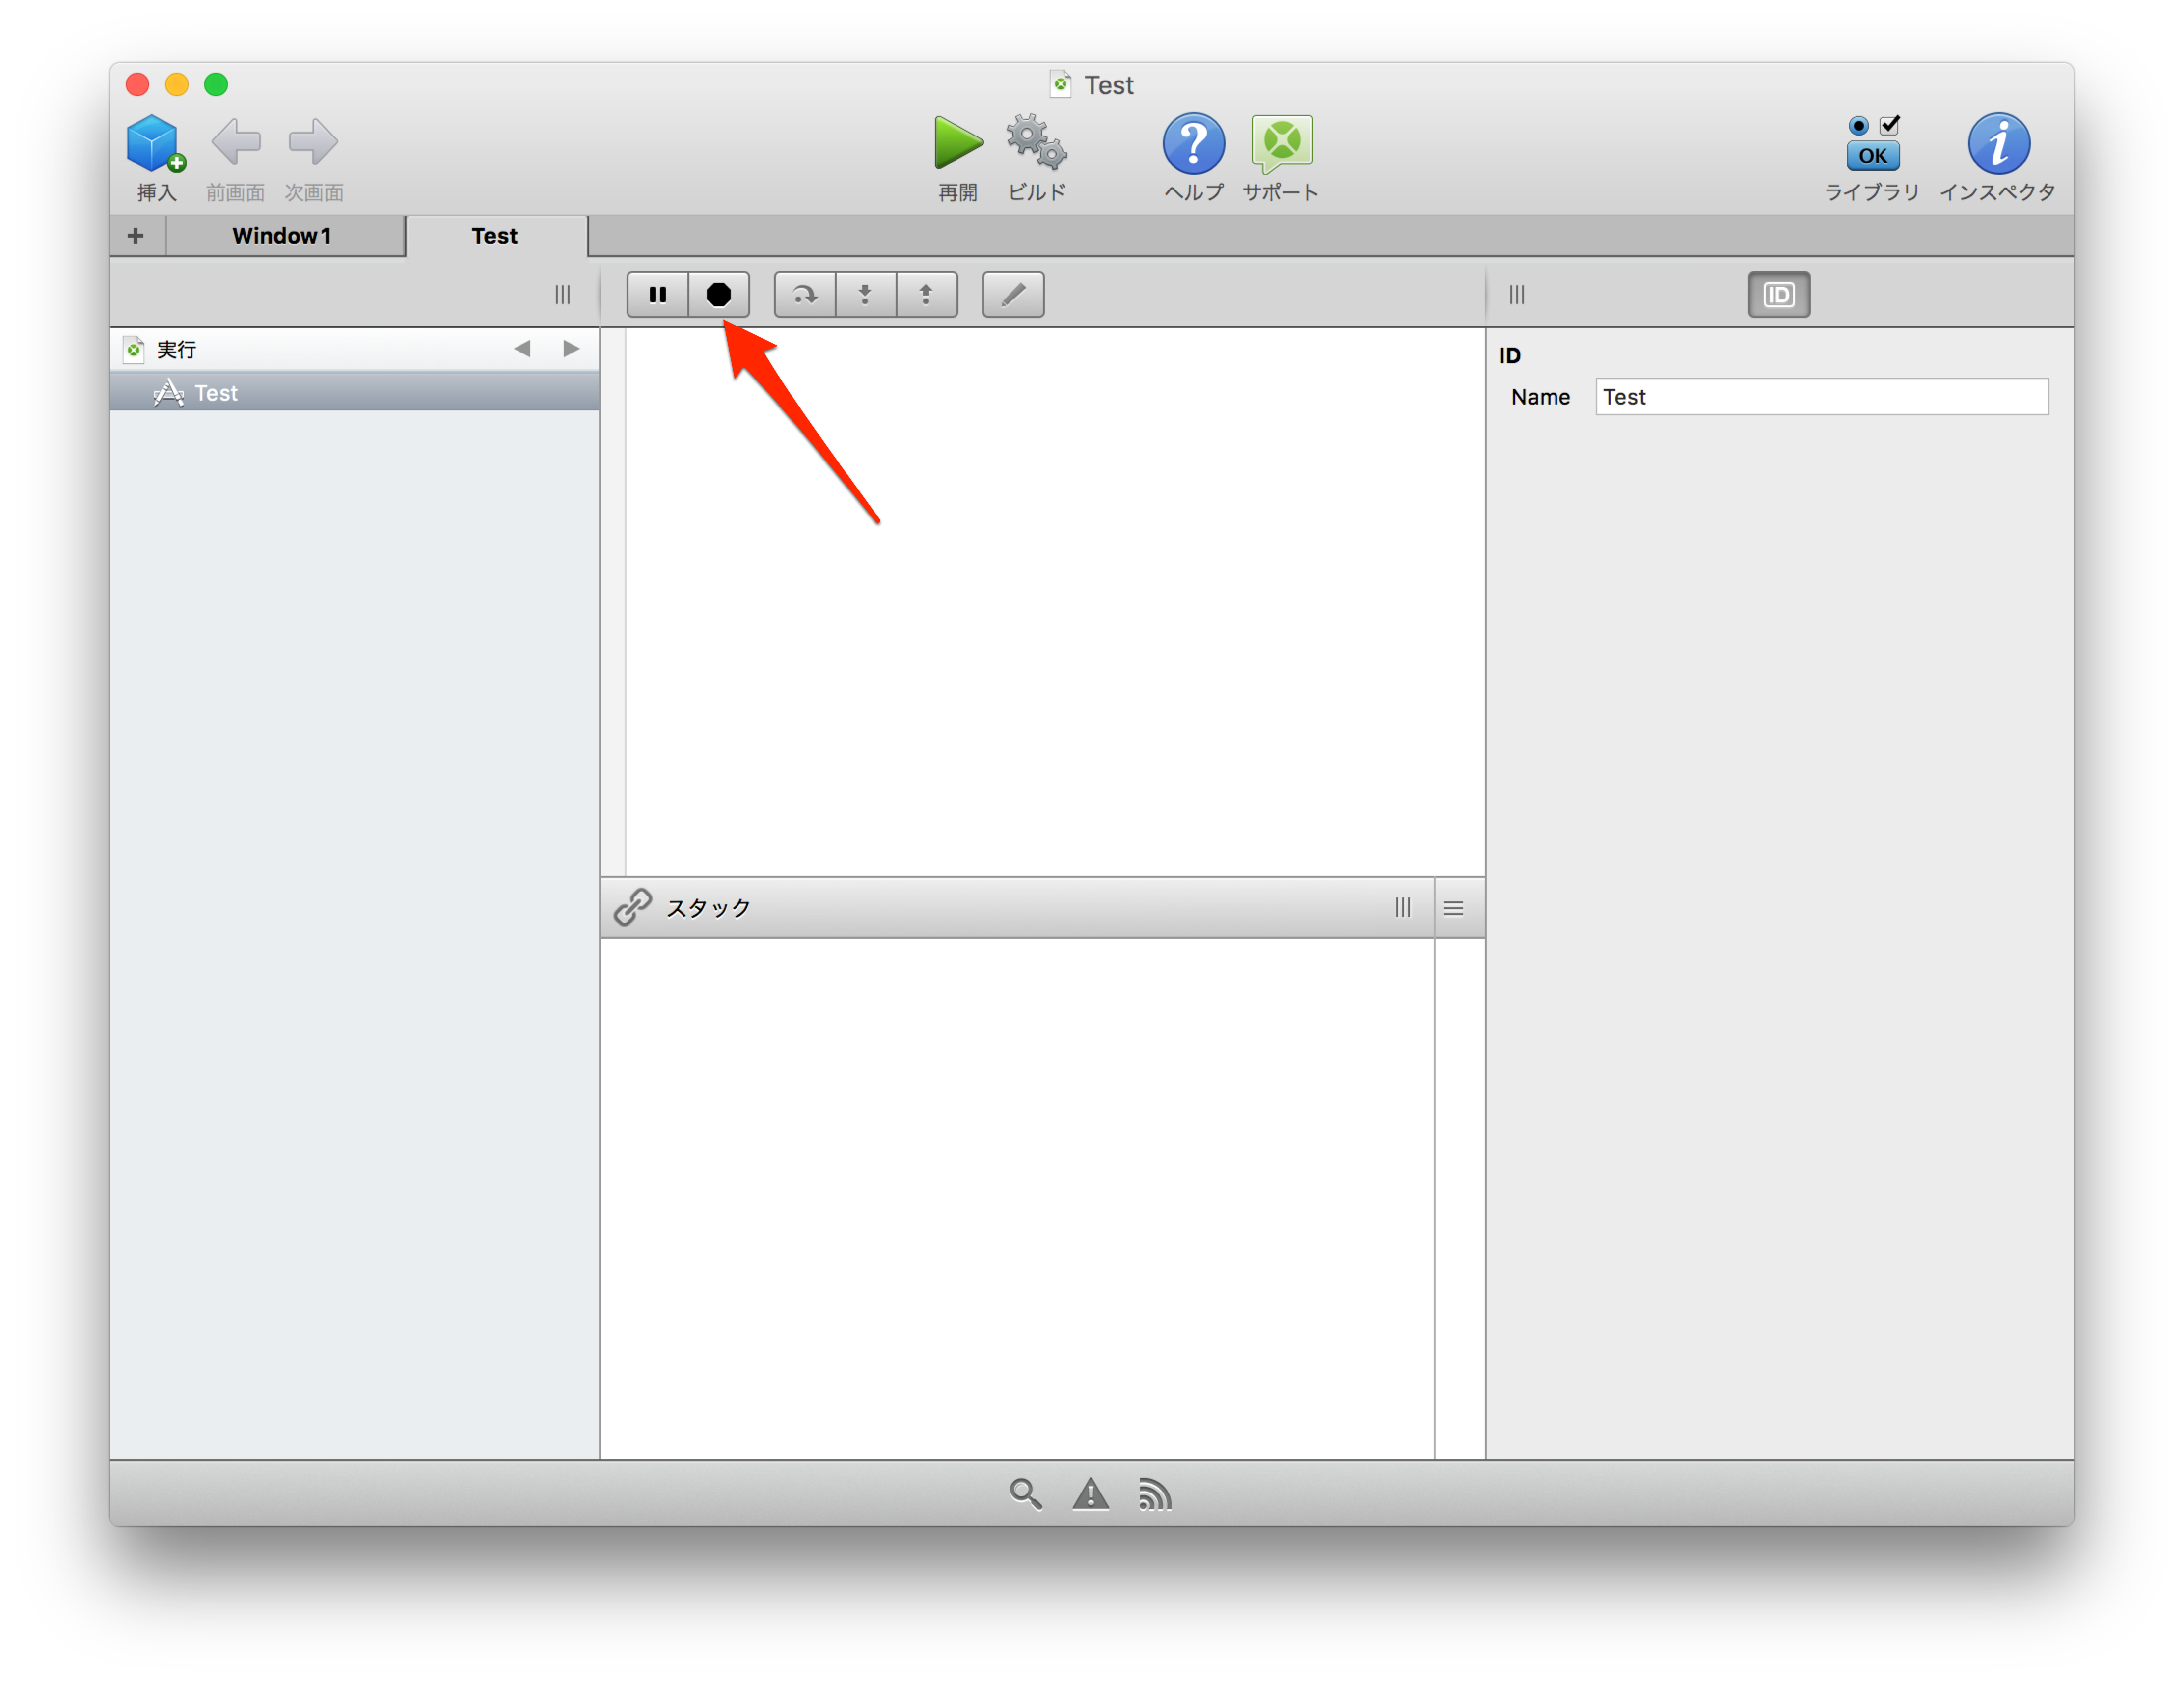 Test
OK
挿入 前画面 次画面 再開 ビルド ヘルプ サポート ライブラリ インスペクタ
+ Window1 Test
ID
実行
Test
ID
Name Test
スタック